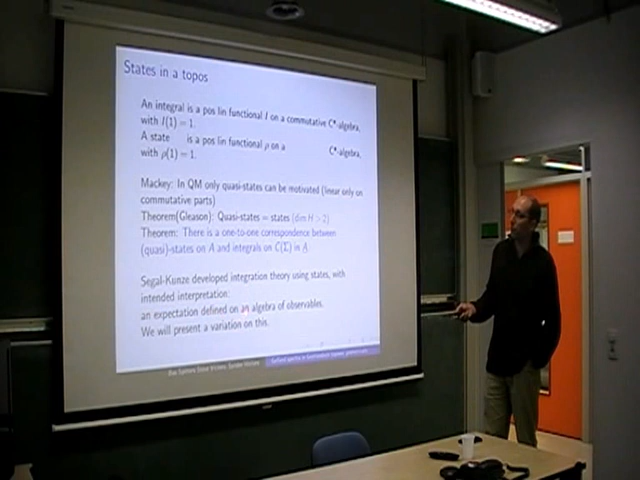 States in a topos
An integral is a pos lin functional I on a commutative C*-algebra,
with I(1) = 1.
A state is a pos lin functional ρ on a C*-algebra,
with ρ(1) = 1.
Mackey: In QM only quasi-states can be motivated (linear only on
commutative parts)
Theorem(Gleason): Quasi-states = states (dim H > 2)
Theorem: There is a one-to-one correspondence between
(quasi)-states on A and integrals on C(Σ) in A.
Segal-Kunze developed integration theory using states, with
intended interpretation:
an expectation defined on an algebra of observables.
We will present a variation on this.